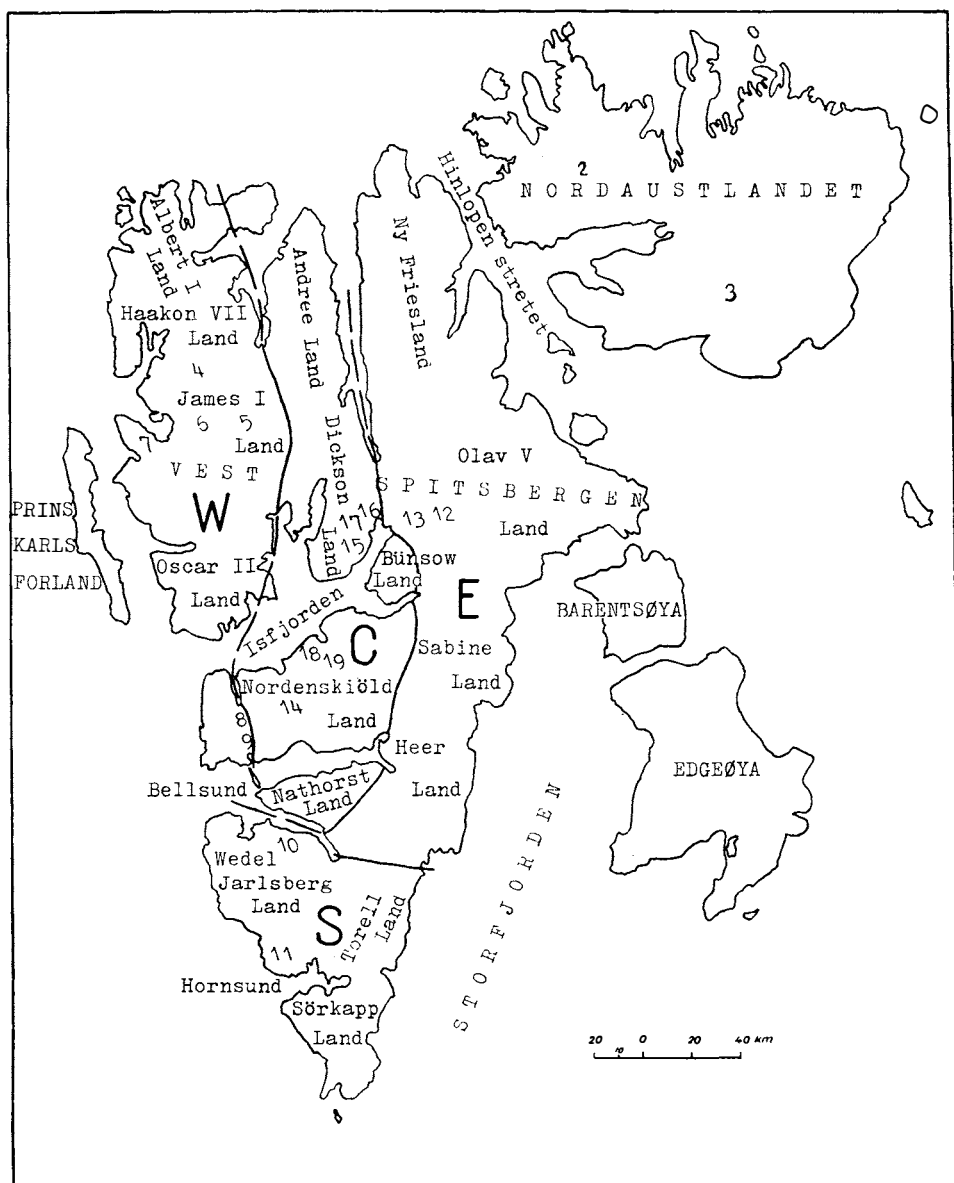 2
NORDAUSTLANDET
3
Hinlopen stretet
Albert I
Land
Haakon VII
Land
4
James I
6 5
Land
7
VEST
W
Andree Land
Ny Friesland
Dickson
Land
Olav V
SPITSBERGEN
Land
17 16
15
13 12
PRINS
KARLS
FORLAND
Oscar II
Land
Bünsow
Land
E
BARENTSØYA
Isfjorden
18 19
C
Sabine
Land
Nordenskiöld
14
Land
8
9
Heer
Land
EDGEØYA
Bellsund
Nathorst
Land
10
Wedel
Jarlsberg
Land
S
Torell
Land
11
Hornsund
Sörkapp
Land
STORFJORDEN
20 10 0 20 40 km